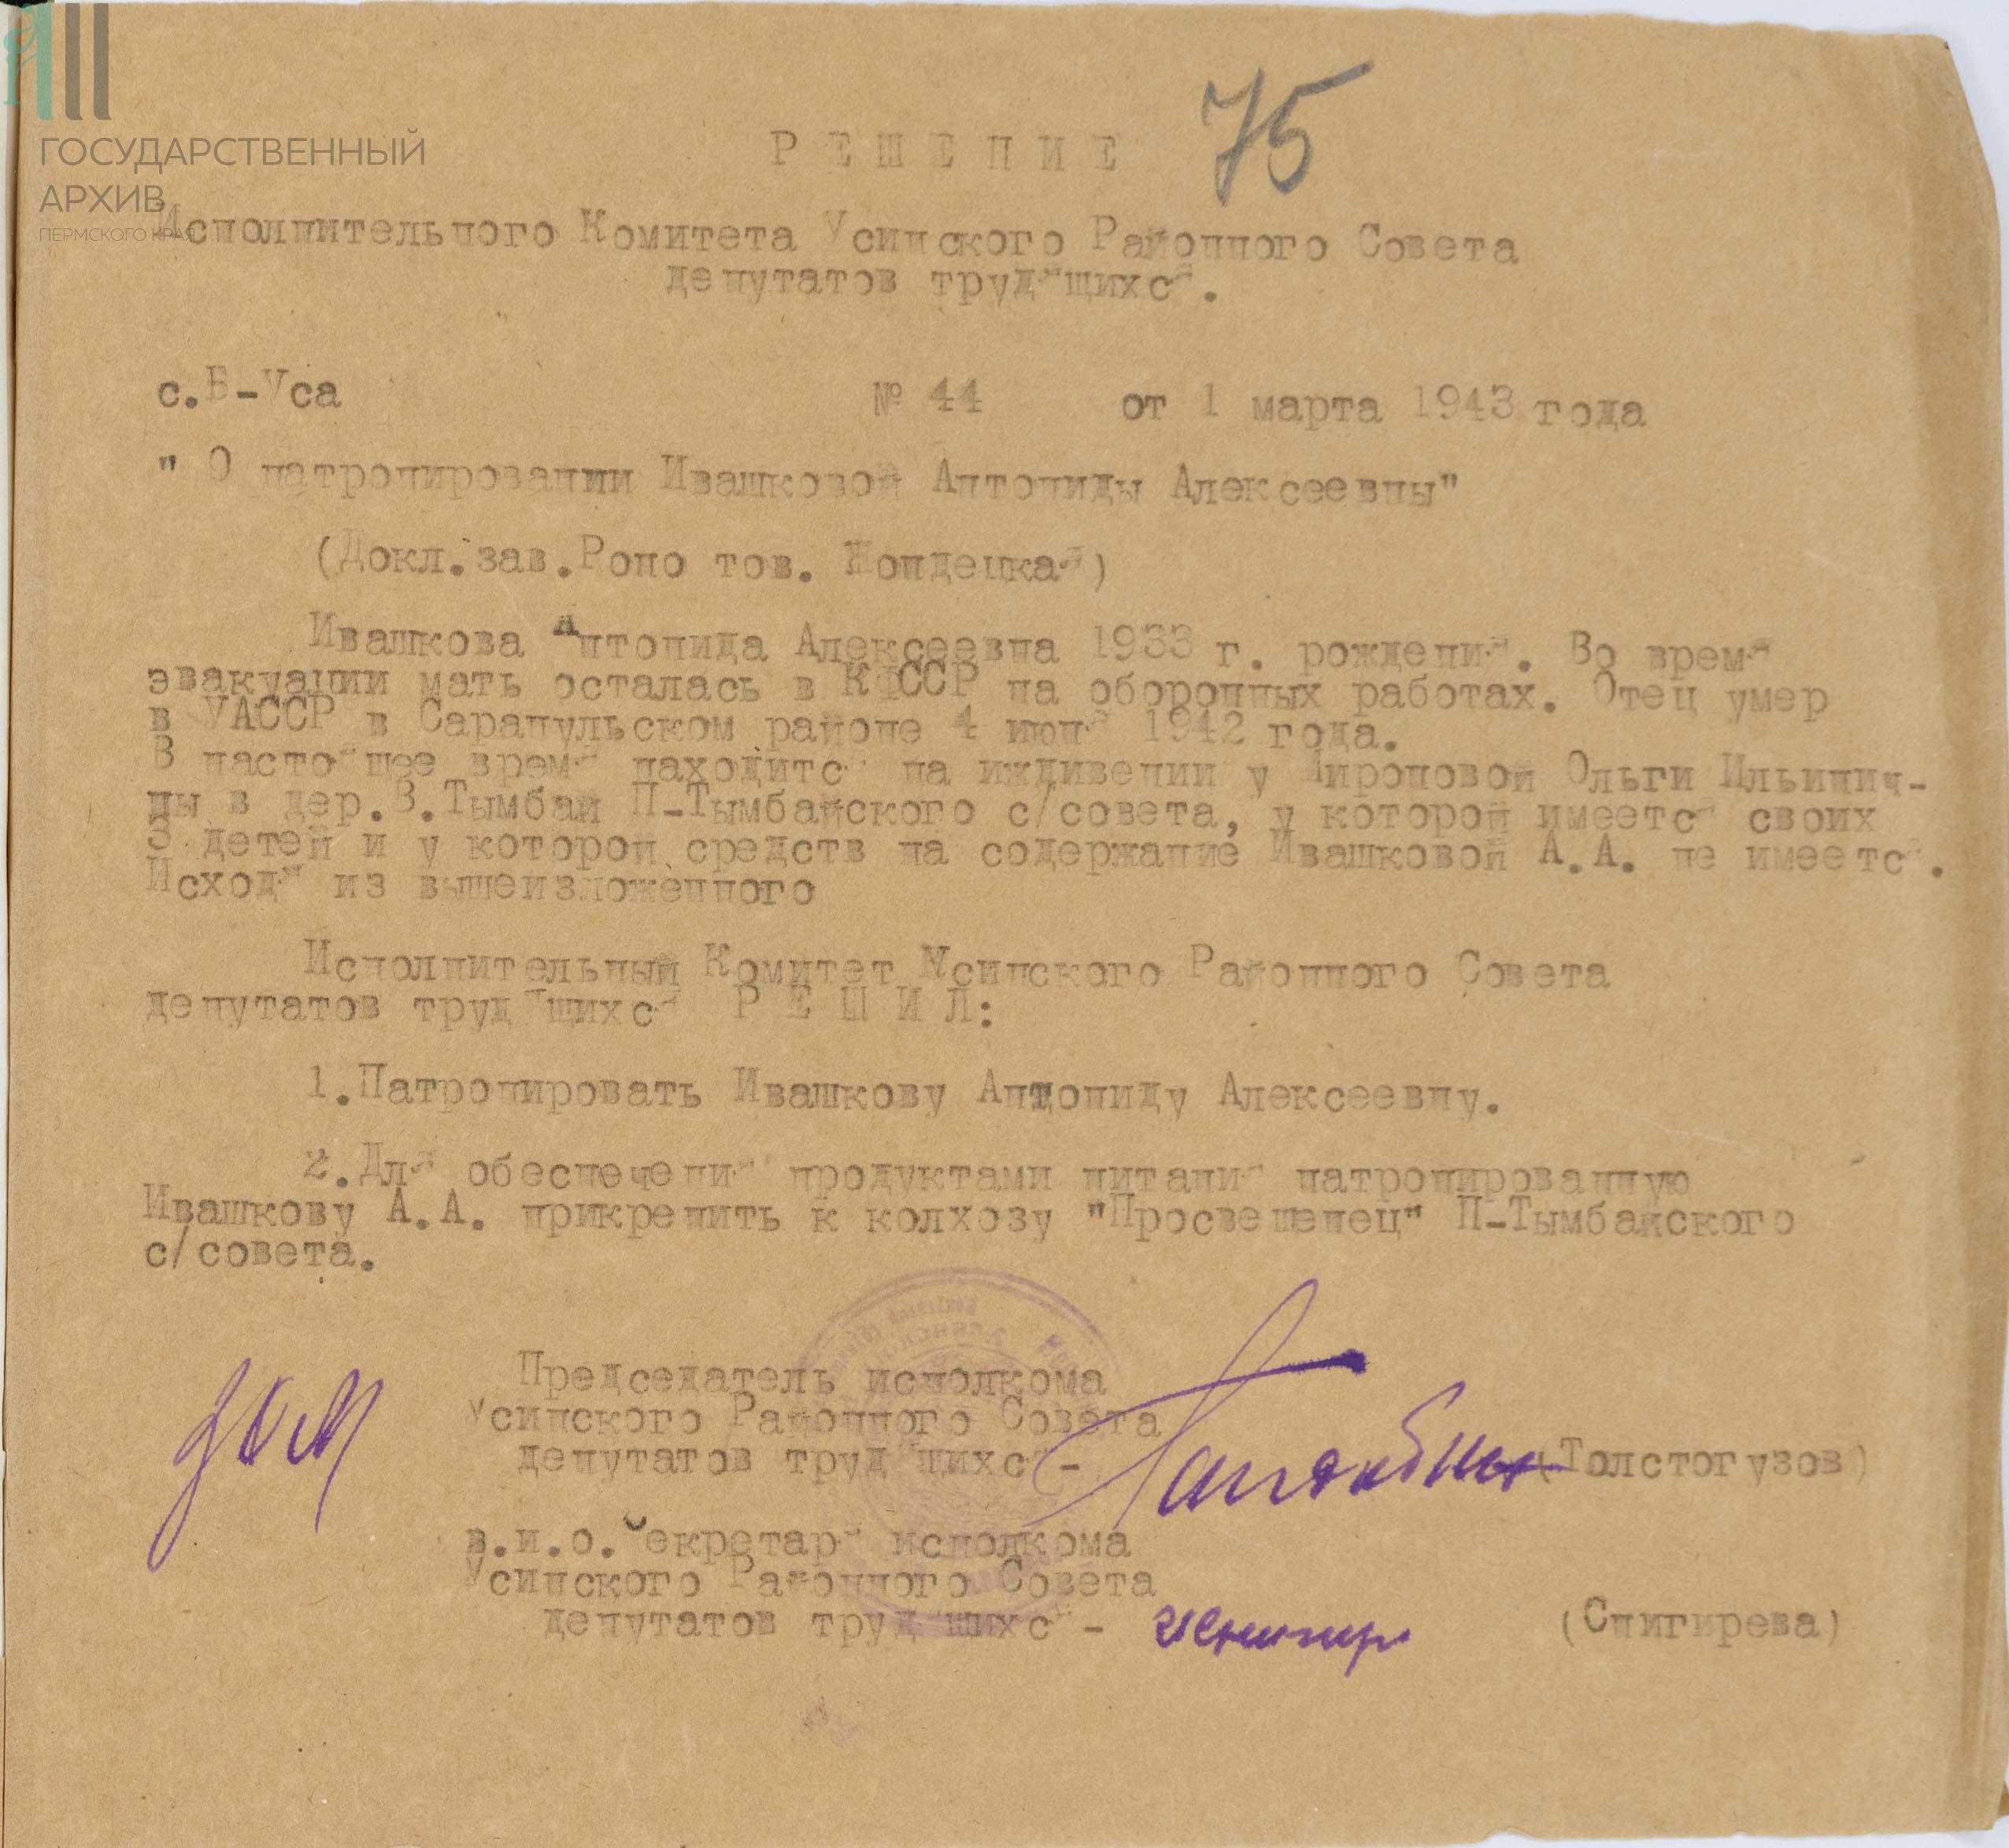 75
РЕШЕНИЕ
ГОСУДАРСТВЕННЫЙ
АРХИВ
ПЕРМСКОГО КРАЯ
Исполнительного Комитета Усинского Районного Совета
депутатов трудящихся.
с.В-Уса № 44 от 1 марта 1943 года
" О патронировании Ивашковой Антониды Алексеевны"
(Докл.зав.Роно тов.
Ивашкова Антонида Алексеевна 1933 г. рождения. Во время
эвакуации мать осталась в КФССР на оборонных работах. Отец умер
в УАССР в Сарапульском районе 4 июня 1942 года.
В настоящее время находится на иждивении у Мироновой Ольги Ильинич-
ны в дер.В.Тымбай П-Тымбайского с/совета, у которой имеется своих
3 детей и у которой средств на содержание Ивашковой А.А. не имеется.
Исходя из вышеизложенного
Исполнительный Комитет Усинского Районного Совета
депутатов трудящихся РЕШИЛ:
1.Патронировать Ивашкову Антониду Алексеевну.
2.Для обеспечения продуктами питания патронированную
Ивашкову А.А. прикрепить к колхозу "Просвещенец" П-Тымбайского
с/совета.
Председатель исполкома
Усинского Районного Совета
депутатов трудящихся - (Толстогузов)
в.и.о.Секретаря исполкома
Усинского Районного Совета
депутатов трудящихся - (Снигирева)